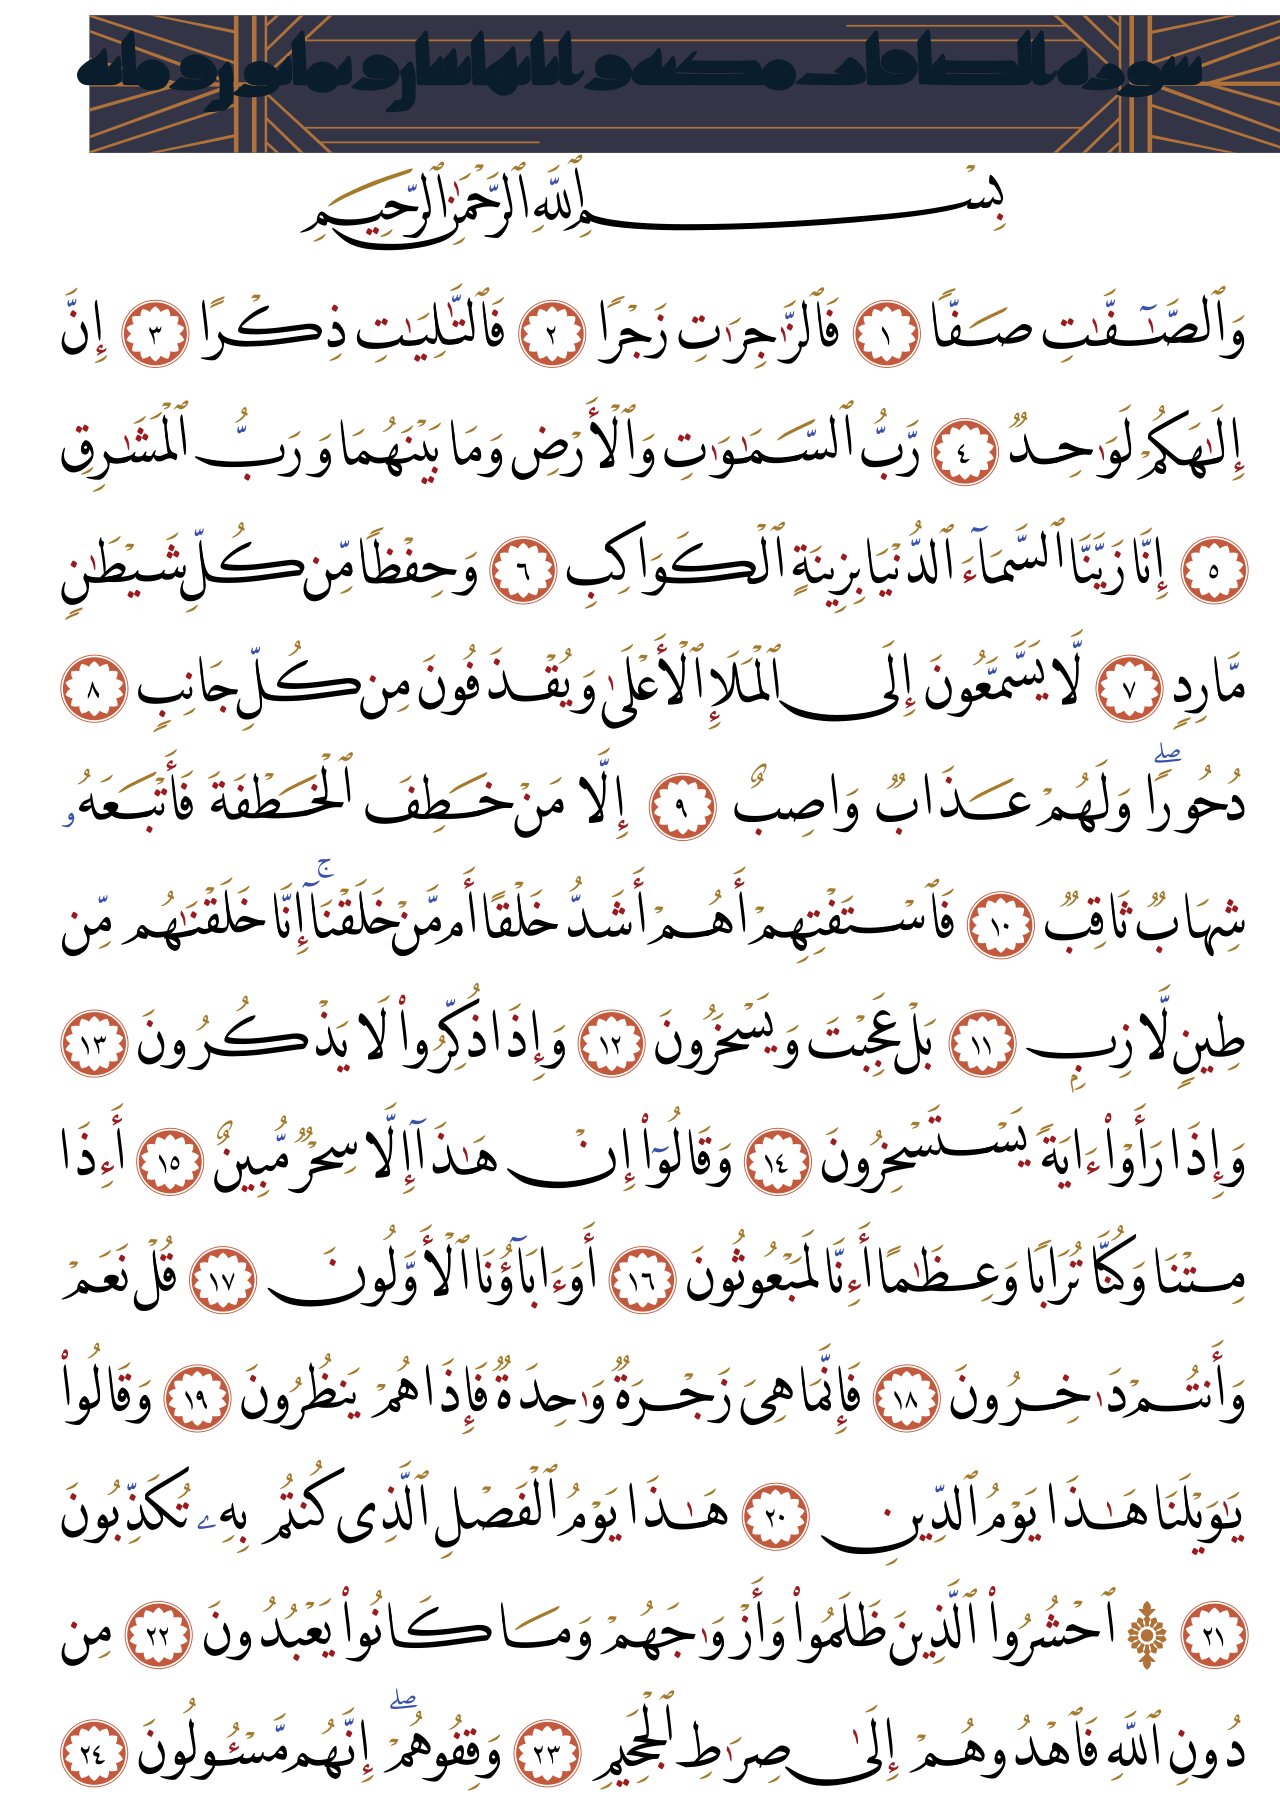 سورة الصافات مكية و اياتها مائة و
بِسْمِ ٱللَّهِ ٱلرَّحْمَٰنِ ٱلرَّحِيمِ
وَٱلصَّٰٓفَّٰتِ صَفًّا ١ فَٱلزَّٰجِرَٰتِ زَجْرًا ٢ فَٱلتَّٰلِيَٰتِ ذِكْرًا ٣ إِنَّ
إِلَٰهَكُمْ لَوَٰحِدٌ ٤ رَّبُّ ٱلسَّمَٰوَٰتِ وَٱلْأَرْضِ وَمَا بَيْنَهُمَا وَرَبُّ ٱلْمَشَٰرِقِ
٥ إِنَّا زَيَّنَّا ٱلسَّمَآءَ ٱلدُّنْيَا بِزِينَةٍ ٱلْكَوَاكِبِ ٦ وَحِفْظًا مِّن كُلِّ شَيْطَٰنٍ
مَّارِدٍ ٧ لَّا يَسَّمَّعُونَ إِلَى ٱلْمَلَإِ ٱلْأَعْلَىٰ وَيُقْذَفُونَ مِن كُلِّ جَانِبٍ ٨
دُحُورًا ۖ وَلَهُمْ عَذَابٌ وَاصِبٌ ٩ إِلَّا مَنْ خَطِفَ ٱلْخَطْفَةَ فَأَتْبَعَهُۥ
شِهَابٌ ثَاقِبٌ ١٠ فَٱسْتَفْتِهِمْ أَهُمْ أَشَدُّ خَلْقًا أَم مَّنْ خَلَقْنَآ ۚ إِنَّا خَلَقْنَٰهُم مِّن
طِينٍ لَّازِبٍۭ ١١ بَلْ عَجِبْتَ وَيَسْخَرُونَ ١٢ وَإِذَا ذُكِّرُوا۟ لَا يَذْكُرُونَ ١٣
وَإِذَا رَأَوْا۟ ءَايَةً يَسْتَسْخِرُونَ ١٤ وَقَالُوٓا۟ إِنْ هَٰذَآ إِلَّا سِحْرٌ مُّبِينٌ ١٥ أَءِذَا
مِتْنَا وَكُنَّا تُرَابًا وَعِظَٰمًا أَءِنَّا لَمَبْعُوثُونَ ١٦ أَوَءَابَآؤُنَا ٱلْأَوَّلُونَ ١٧ قُلْ نَعَمْ
وَأَنتُمْ دَٰخِرُونَ ١٨ فَإِنَّمَا هِىَ زَجْرَةٌ وَٰحِدَةٌ فَإِذَا هُمْ يَنظُرُونَ ١٩ وَقَالُوا۟
يَٰوَيْلَنَا هَٰذَا يَوْمُ ٱلدِّينِ ٢٠ هَٰذَا يَوْمُ ٱلْفَصْلِ ٱلَّذِى كُنتُم بِهِۦ تُكَذِّبُونَ
٢١ ۞ ٱحْشُرُوا۟ ٱلَّذِينَ ظَلَمُوا۟ وَأَزْوَٰجَهُمْ وَمَا كَانُوا۟ يَعْبُدُونَ ٢٢ مِن
دُونِ ٱللَّهِ فَٱهْدُوهُمْ إِلَىٰ صِرَٰطِ ٱلْجَحِيمِ ٢٣ وَقِفُوهُمْ ۖ إِنَّهُم مَّسْـُٔولُونَ ٢٤